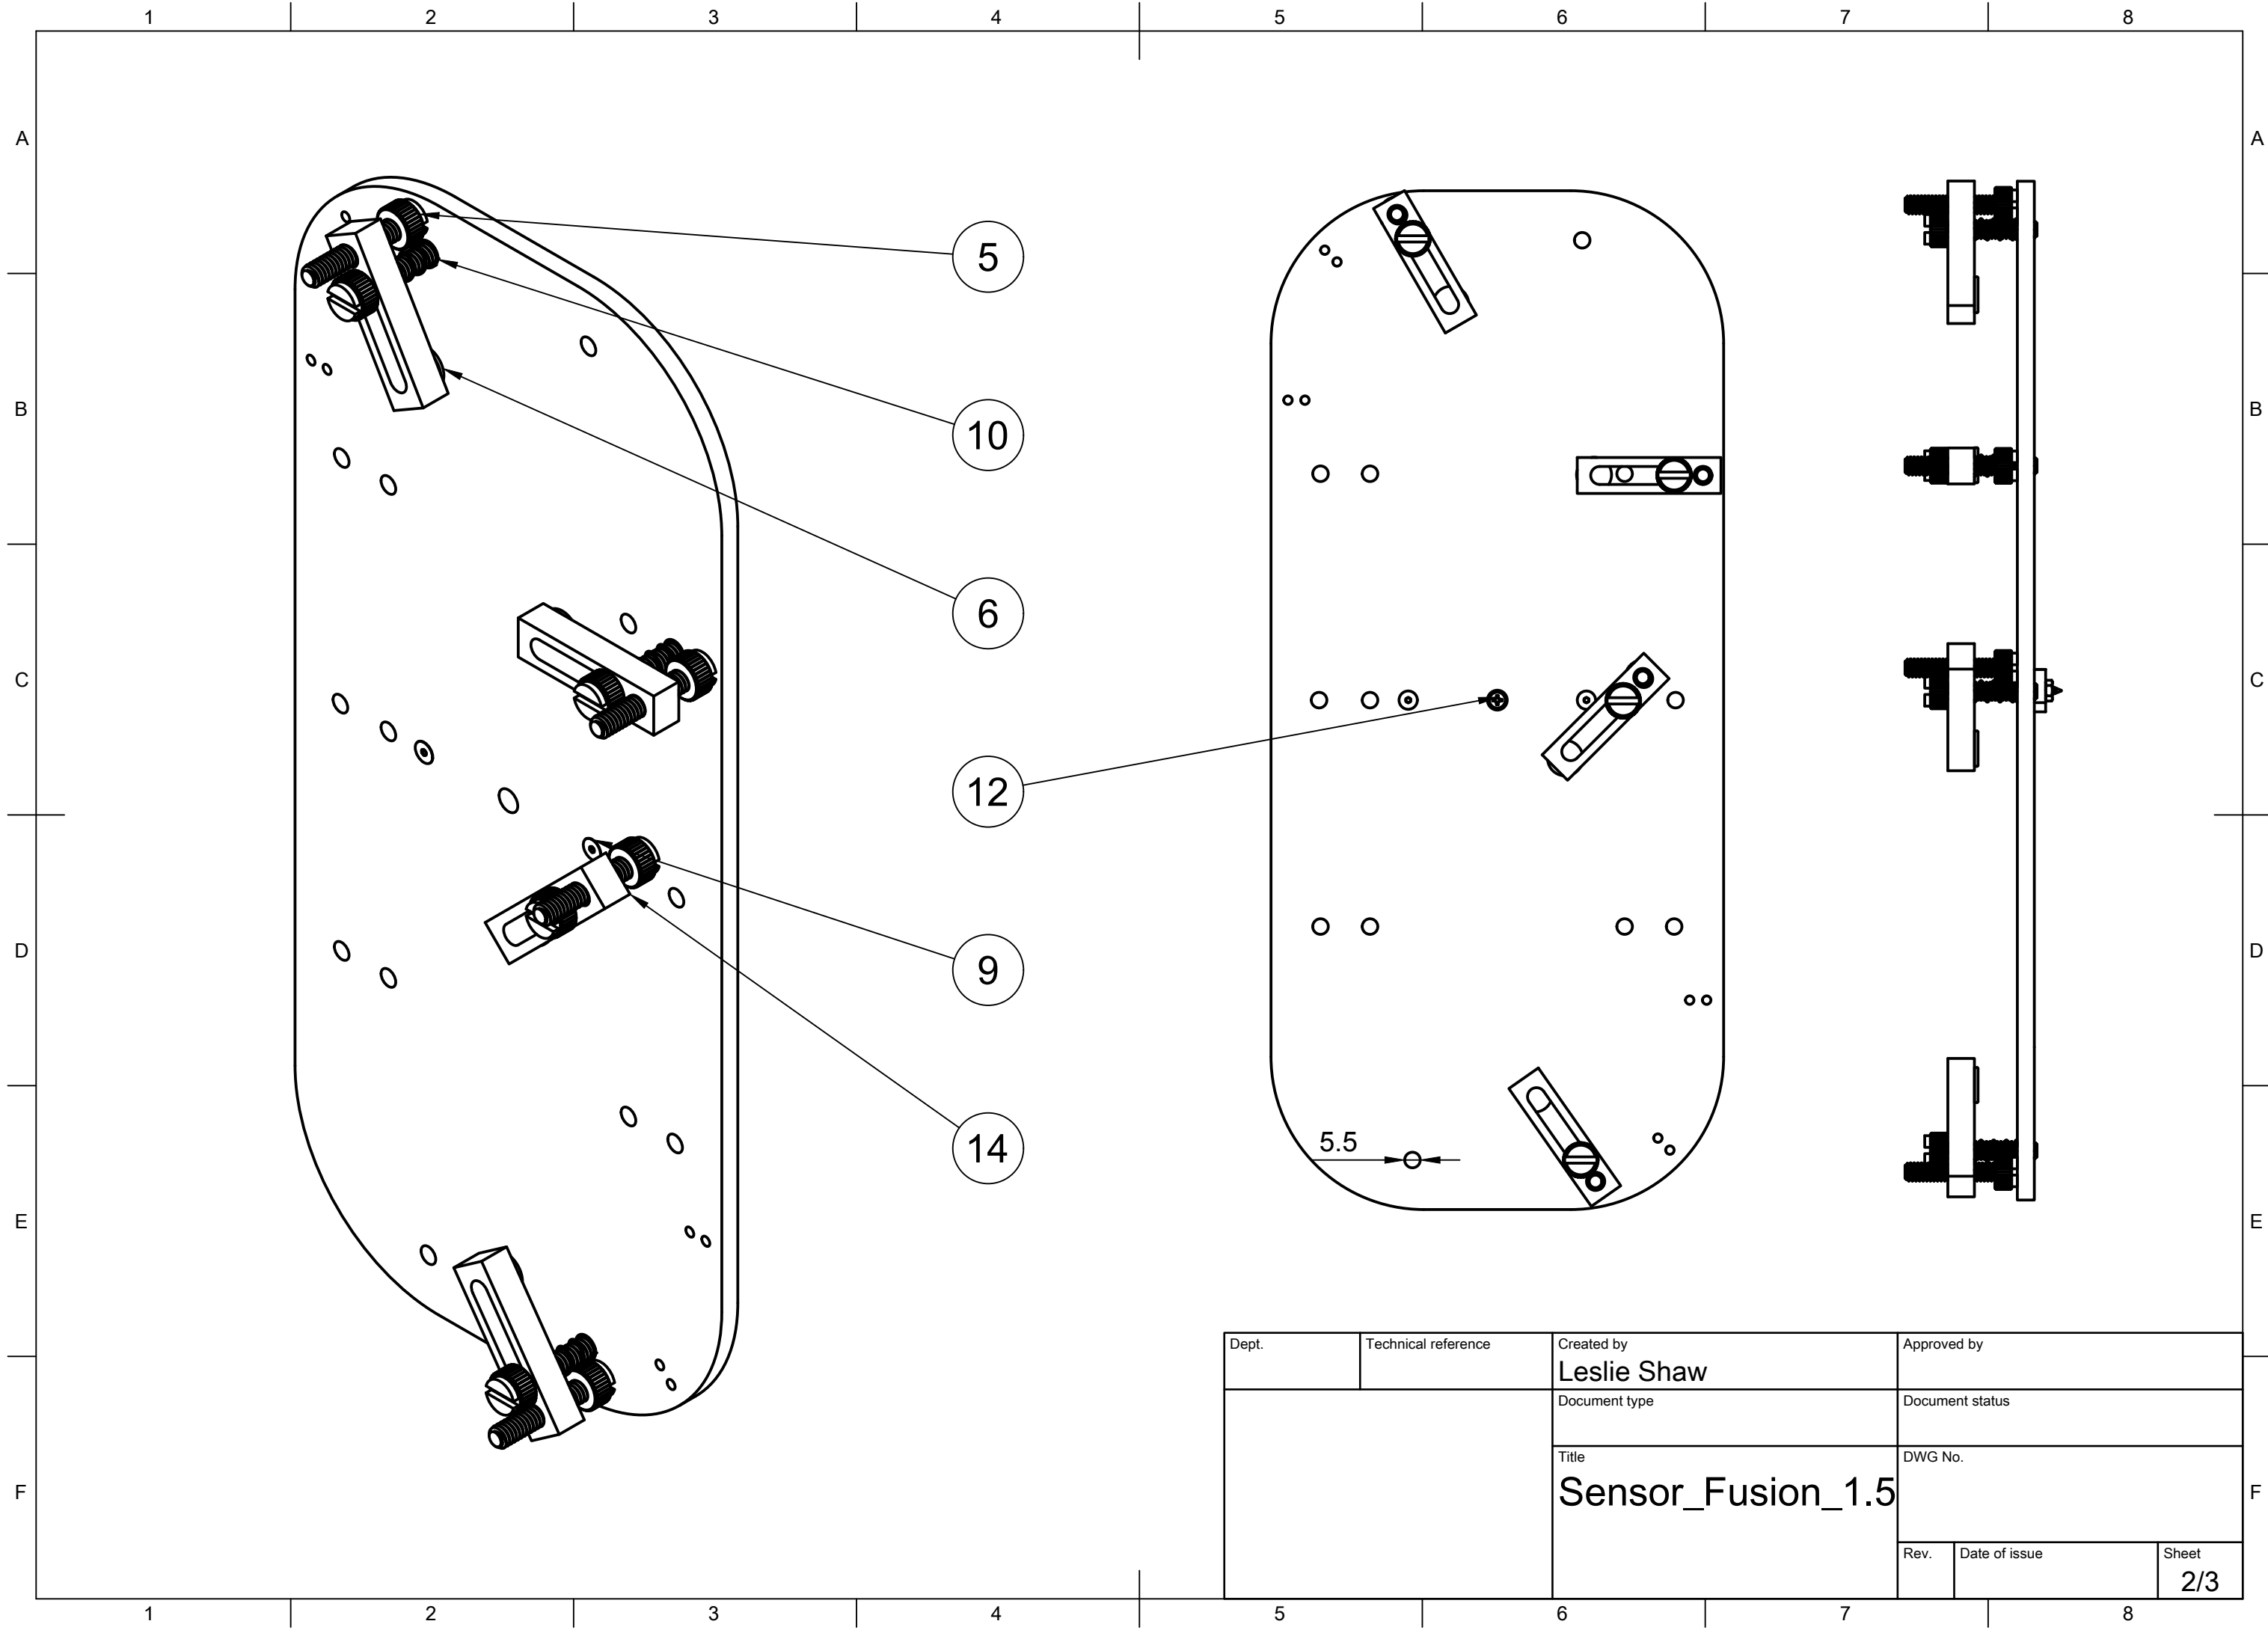 1 2 3 4 5 6 7 8
A A
5
10
B B
6
C C
12
9
D D
14
5.5
E E
Dept. Technical reference Created by Approved by
Leslie Shaw
Document type Document status
Title DWG No.
Sensor_Fusion_1.5
F F
Rev. Date of issue Sheet
2/3
1 2 3 4 5 6 7 8